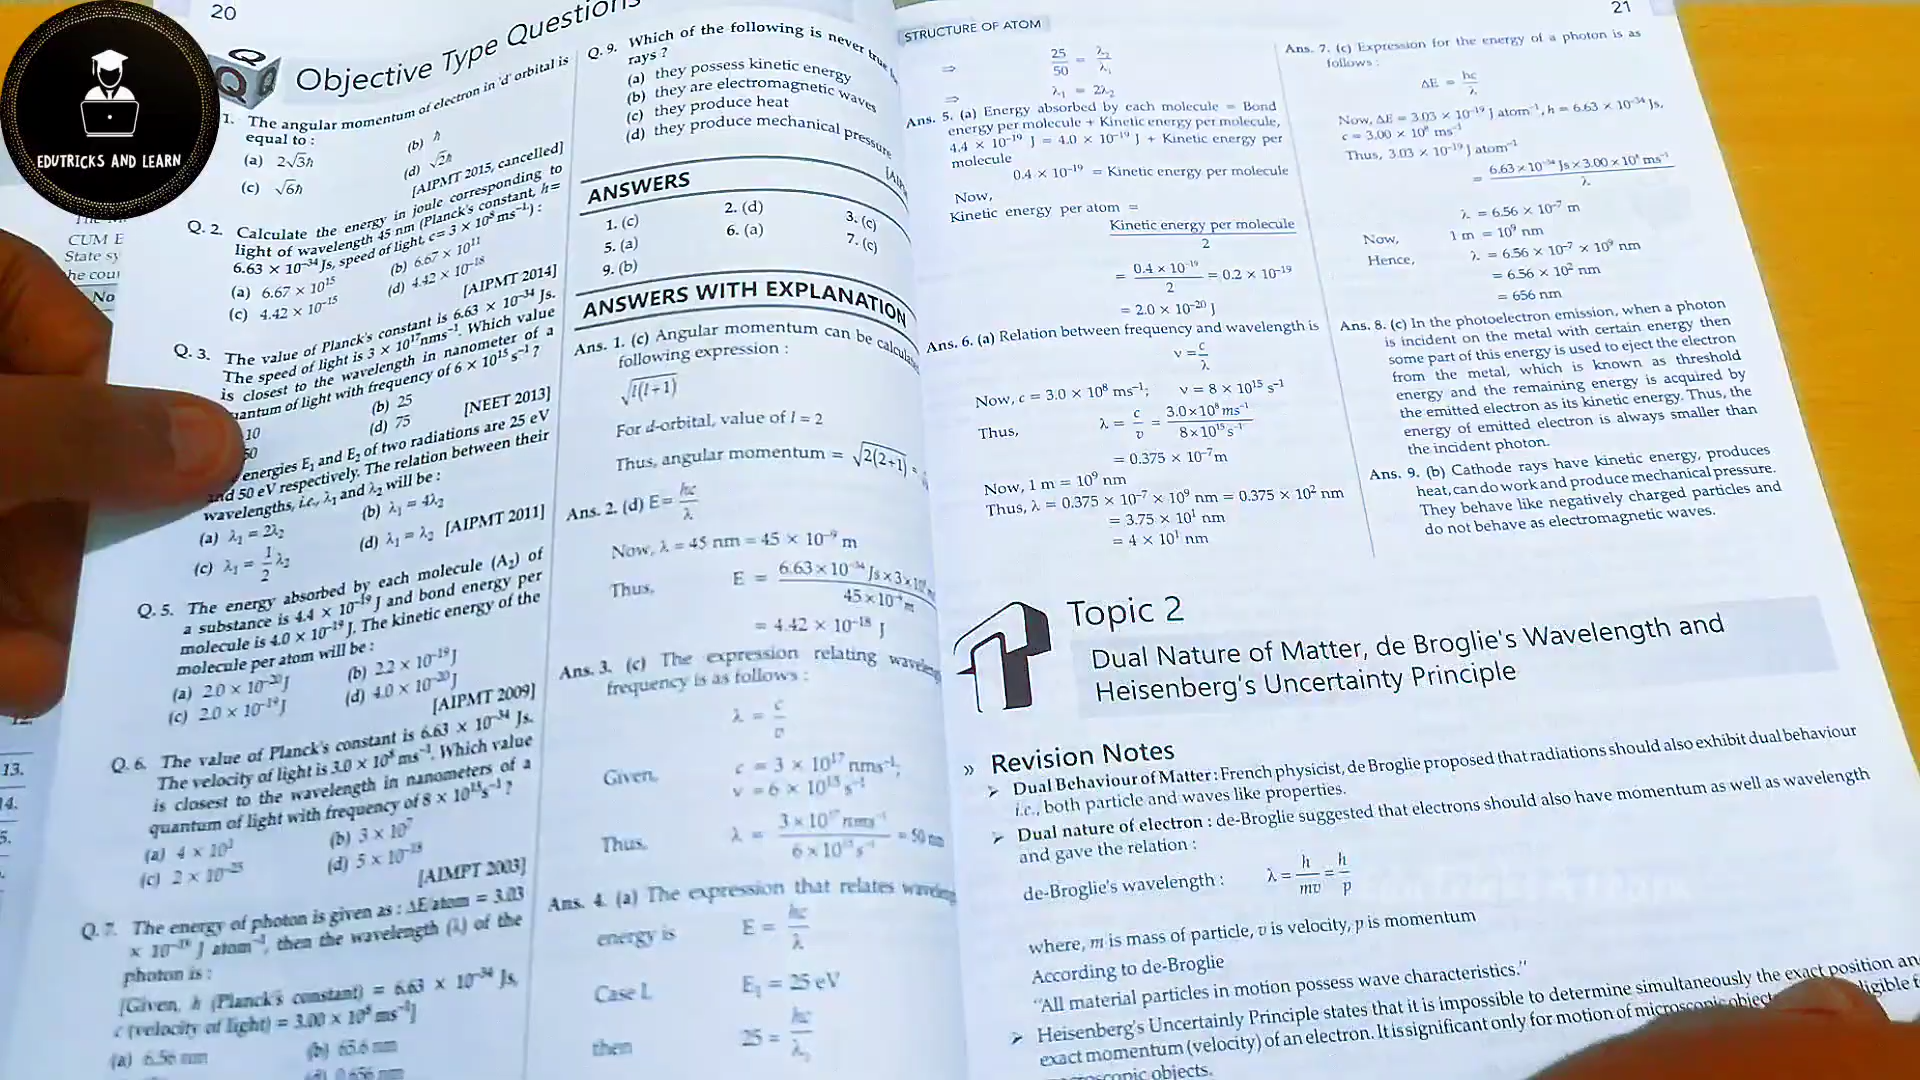 EDUTRICKS AND LEARN
20
Objective Type Questions
1. The angular momentum of electron in 'd' orbital is
equal to :
(a) 2√3ħ
(b) ħ
(c) √6ħ
(d) √2ħ
[AIPMT 2015, cancelled]
Q. 2. Calculate the energy in joule corresponding to
light of wavelength 45 nm (Planck's constant, h=
6.63 × 10⁻³⁴ Js, speed of light, c= 3 × 10⁸ ms⁻¹) :
(a) 6.67 × 10¹⁵
(b) 6.67 × 10¹¹
(c) 4.42 × 10⁻¹⁵
(d) 4.42 × 10⁻¹⁸
[AIPMT 2014]
Q. 3. The value of Planck's constant is 6.63 × 10⁻³⁴ Js.
The speed of light is 3 × 10¹⁷nms⁻¹. Which value
is closest to the wavelength in nanometer of a
quantum of light with frequency of 6 × 10¹⁵ s⁻¹ ?
10
(b) 25
50
(d) 75
[NEET 2013]
energies E₁ and E₂ of two radiations are 25 eV
and 50 eV respectively. The relation between their
wavelengths, i.e., λ₁ and λ₂ will be :
(a) λ₁ = 2λ₂
(b) λ₁ = 4λ₂
(c) λ₁ = 1/2 λ₂
(d) λ₁ = λ₂
[AIPMT 2011]
Q. 5. The energy absorbed by each molecule (A₂) of
a substance is 4.4 × 10⁻¹⁹ J and bond energy per
molecule is 4.0 × 10⁻¹⁹ J. The kinetic energy of the
molecule per atom will be :
(a) 2.0 × 10⁻²⁰ J
(b) 2.2 × 10⁻¹⁹ J
(c) 2.0 × 10⁻¹⁹ J
(d) 4.0 × 10⁻²⁰ J
[AIPMT 2009]
Q. 6. The value of Planck's constant is 6.63 × 10⁻³⁴ Js.
The velocity of light is 3.0 × 10⁸ ms⁻¹. Which value
is closest to the wavelength in nanometers of a
quantum of light with frequency of 8 × 10¹⁵s⁻¹ ?
(a) 4 × 10¹
(b) 3 × 10⁷
(c) 2 × 10⁻²⁵
(d) 5 × 10⁻¹⁸
[AIMPT 2003]
Q. 7. The energy of photon is given as : ΔE/atom = 3.03
× 10⁻¹⁹ J atom⁻¹, then the wavelength (λ) of the
photon is :
[Given, h (Planck's constant) = 6.63 × 10⁻³⁴ Js,
c (velocity of light) = 3.00 × 10⁸ ms⁻¹]
(a) 6.56 nm
(b) 65.6 nm
(d) 0.656 nm
Q. 9. Which of the following is never true
rays ?
(a) they possess kinetic energy
(b) they are electromagnetic waves
(c) they produce heat
(d) they produce mechanical pressure
ANSWERS
1. (c)
2. (d)
3. (c)
5. (a)
6. (a)
7. (c)
9. (b)
ANSWERS WITH EXPLANATION
Ans. 1. (c) Angular momentum can be
following expression :
√l(l+1)
For d-orbital, value of l = 2
Thus, angular momentum = √2(2+1) =
Ans. 2. (d) E = hc/λ
Now, λ = 45 nm = 45 × 10⁻⁹ m
Thus, E = 6.63 × 10⁻³⁴ Js × 3 × 10⁸ / 45 × 10⁻⁹ m
= 4.42 × 10⁻¹⁸ J
Ans. 3. (c) The expression relating
frequency is as follows :
λ = c/υ
Given, c = 3 × 10¹⁷ nms⁻¹;
ν = 6 × 10¹⁵ s⁻¹
Thus, λ = 3 × 10¹⁷ nms⁻¹ / 6 × 10¹⁵ s⁻¹ = 50 nm
Ans. 4. (a) The expression that relates
energy is E = hc/λ
Case I, E₁ = 25 eV
then 25 = hc/λ₁
STRUCTURE OF ATOM
21
⇒ 25/50 = λ₂/λ₁
⇒ λ₁ = 2λ₂
Ans. 5. (a) Energy absorbed by each molecule = Bond
energy per molecule + Kinetic energy per molecule,
4.4 × 10⁻¹⁹ J = 4.0 × 10⁻¹⁹ J + Kinetic energy per
molecule
0.4 × 10⁻¹⁹ = Kinetic energy per molecule
Now,
Kinetic energy per atom =
Kinetic energy per molecule / 2
= 0.4 × 10⁻¹⁹ / 2 = 0.2 × 10⁻¹⁹
= 2.0 × 10⁻²⁰ J
Ans. 6. (a) Relation between frequency and wavelength is
ν = c/λ
Now, c = 3.0 × 10⁸ ms⁻¹; ν = 8 × 10¹⁵ s⁻¹
Thus, λ = c/υ = 3.0×10⁸ ms⁻¹ / 8×10¹⁵ s⁻¹
= 0.375 × 10⁻⁷m
Now, 1 m = 10⁹ nm
Thus, λ = 0.375 × 10⁻⁷ × 10⁹ nm = 0.375 × 10² nm
= 3.75 × 10¹ nm
= 4 × 10¹ nm
Ans. 7. (c) Expression for the energy of a photon is as
follows :
ΔE = hc/λ
Now, ΔE = 3.03 × 10⁻¹⁹ J atom⁻¹, h = 6.63 × 10⁻³⁴ Js,
c = 3.00 × 10⁸ ms⁻¹
Thus, 3.03 × 10⁻¹⁹ J atom⁻¹
= 6.63×10⁻³⁴ Js×3.00×10⁸ ms⁻¹ / λ
λ = 6.56 × 10⁻⁷ m
Now, 1 m = 10⁹ nm
Hence, λ = 6.56 × 10⁻⁷ × 10⁹ nm
= 6.56 × 10² nm
= 656 nm
Ans. 8. (c) In the photoelectron emission, when a photon
is incident on the metal with certain energy then
some part of this energy is used to eject the electron
from the metal, which is known as threshold
energy and the remaining energy is acquired by
the emitted electron as its kinetic energy. Thus, the
energy of emitted electron is always smaller than
the incident photon.
Ans. 9. (b) Cathode rays have kinetic energy, produces
heat, can do work and produce mechanical pressure.
They behave like negatively charged particles and
do not behave as electromagnetic waves.
Topic 2
Dual Nature of Matter, de Broglie's Wavelength and
Heisenberg's Uncertainty Principle
» Revision Notes
➢ Dual Behaviour of Matter : French physicist, de Broglie proposed that radiations should also exhibit dual behaviour
i.e., both particle and waves like properties.
➢ Dual nature of electron : de-Broglie suggested that electrons should also have momentum as well as wavelength
and gave the relation :
de-Broglie's wavelength : λ = h/mv = h/p
where, m is mass of particle, υ is velocity, p is momentum
According to de-Broglie
"All material particles in motion possess wave characteristics."
➢ Heisenberg's Uncertainly Principle states that it is impossible to determine simultaneously the exact position and
exact momentum (velocity) of an electron. It is significant only for motion of microscopic
objects.
CUM E
State sy
he cour
No
13.